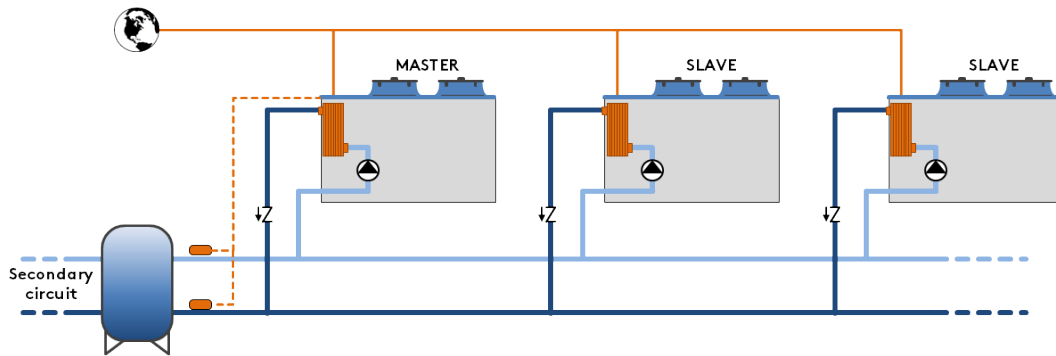 MASTER
SLAVE
SLAVE
Secondary
circuit